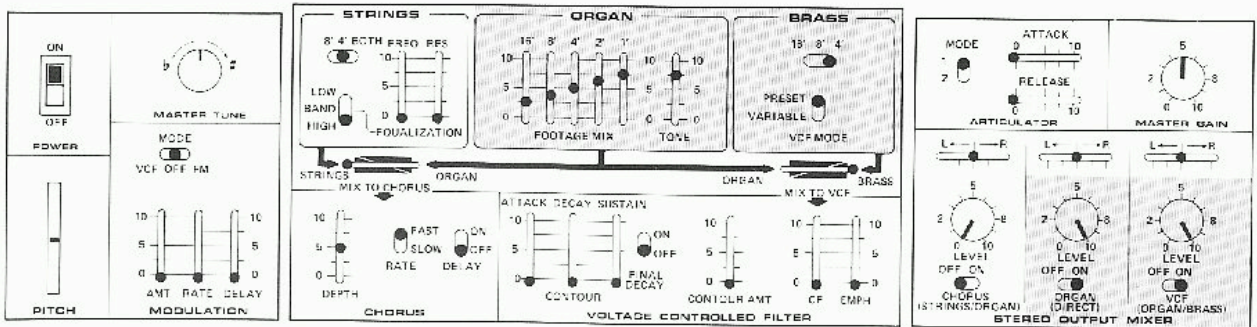 ON
OFF
POWER
♭ ♯
MASTER TUNE
PITCH
MODE
VCF OFF FM
10
5
0
10
5
0
AMT RATE DELAY
MODULATION
STRINGS
8' 4' BOTH
FREQ RES
10
5
0
LOW
BAND
HIGH
EQUALIZATION
ORGAN
16' 8' 4' 2' 1'
10
5
0
10
5
0
FOOTAGE MIX
TONE
BRASS
16' 8' 4'
PRESET
VARIABLE
VCF MODE
STRINGS
ORGAN
MIX TO CHORUS
ORGAN
BRASS
MIX TO VCF
10
5
0
DEPTH
FAST
SLOW
RATE
ON
OFF
DELAY
CHORUS
ATTACK DECAY SUSTAIN
10
5
0
CONTOUR
ON
OFF
FINAL
DECAY
10
5
0
CONTOUR AMT
10
5
0
CF EMPH
VOLTAGE CONTROLLED FILTER
MODE
1
2
ATTACK
0 10
RELEASE
0 10
ARTICULATOR
5
2 8
0 10
MASTER GAIN
L R
5
2 8
0 10
LEVEL
OFF ON
CHORUS
(STRINGS/ORGAN)
L R
5
2 8
0 10
LEVEL
OFF ON
ORGAN
(DIRECT)
L R
5
2 8
0 10
LEVEL
OFF ON
VCF
(ORGAN/BRASS)
STEREO OUTPUT MIXER